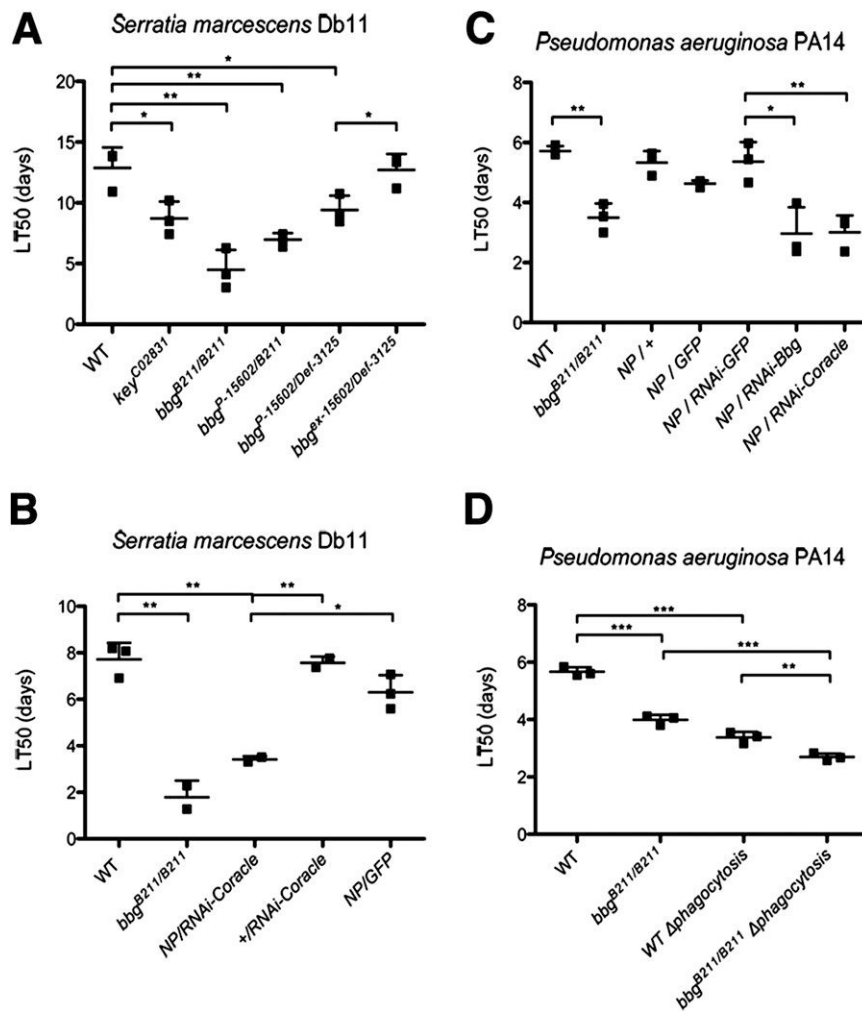 A
Serratia marcescens Db11
*
**
**
*
*
20
15
10
5
0
LT50 (days)
WT
key^C02831
bbg^B211/B211
bbg^P-15602/B211
bbg^P-15602/Def-3125
bbg^ex-15602/Def-3125
B
Serratia marcescens Db11
**
**
**
*
10
8
6
4
2
0
LT50 (days)
WT
bbg^B211/B211
NP/RNAi-Coracle
+/RNAi-Coracle
NP/GFP
C
Pseudomonas aeruginosa PA14
**
**
*
8
6
4
2
0
LT50 (days)
WT
bbg^B211/B211
NP / +
NP / GFP
NP / RNAi-GFP
NP / RNAi-Bbg
NP / RNAi-Coracle
D
Pseudomonas aeruginosa PA14
***
***
***
**
8
6
4
2
0
LT50 (days)
WT
bbg^B211/B211
WT Δphagocytosis
bbg^B211/B211 Δphagocytosis